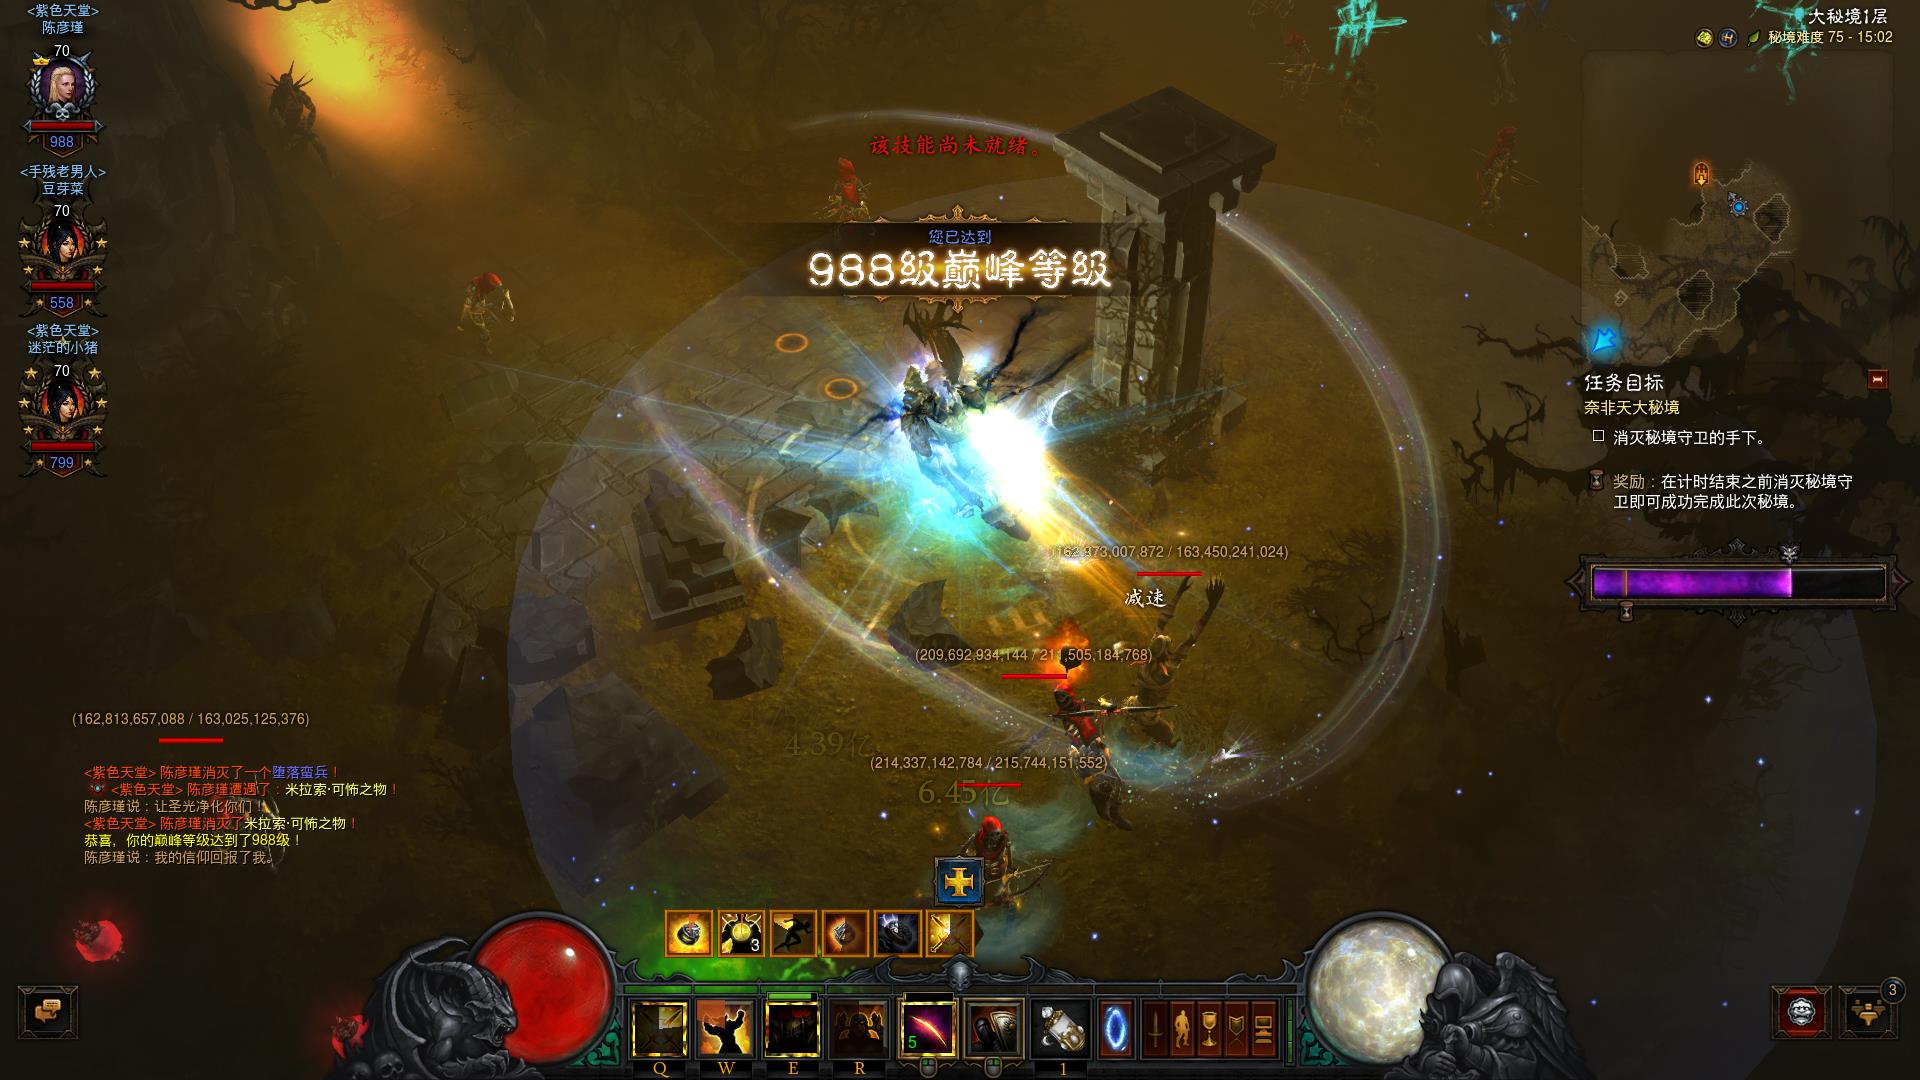 <紫色天堂>
陈彦瑾
70
988
<手残老男人>
豆芽菜
70
558
<紫色天堂>
迷茫的小猪
70
799
大秘境1层
秘境难度 75 - 15:02
该技能尚未就绪。
您已达到
988级巅峰等级
任务目标
奈非天大秘境
消灭秘境守卫的手下。
奖励：在计时结束之前消灭秘境守
卫即可成功完成此次秘境。
(162,973,007,872 / 163,450,241,024)
减速
(209,692,934,144 / 211,505,184,768)
(162,813,657,088 / 163,025,125,376)
4.39亿
(214,337,142,784 / 215,744,151,552)
6.45亿
<紫色天堂> 陈彦瑾消灭了一个堕落蛮兵！
<紫色天堂> 陈彦瑾遭遇了：米拉索·可怖之物！
陈彦瑾说：让圣光净化你们！
<紫色天堂> 陈彦瑾消灭了米拉索·可怖之物！
恭喜，你的巅峰等级达到了988级！
陈彦瑾说：我的信仰回报了我。
3
5
Q W E R 1
3